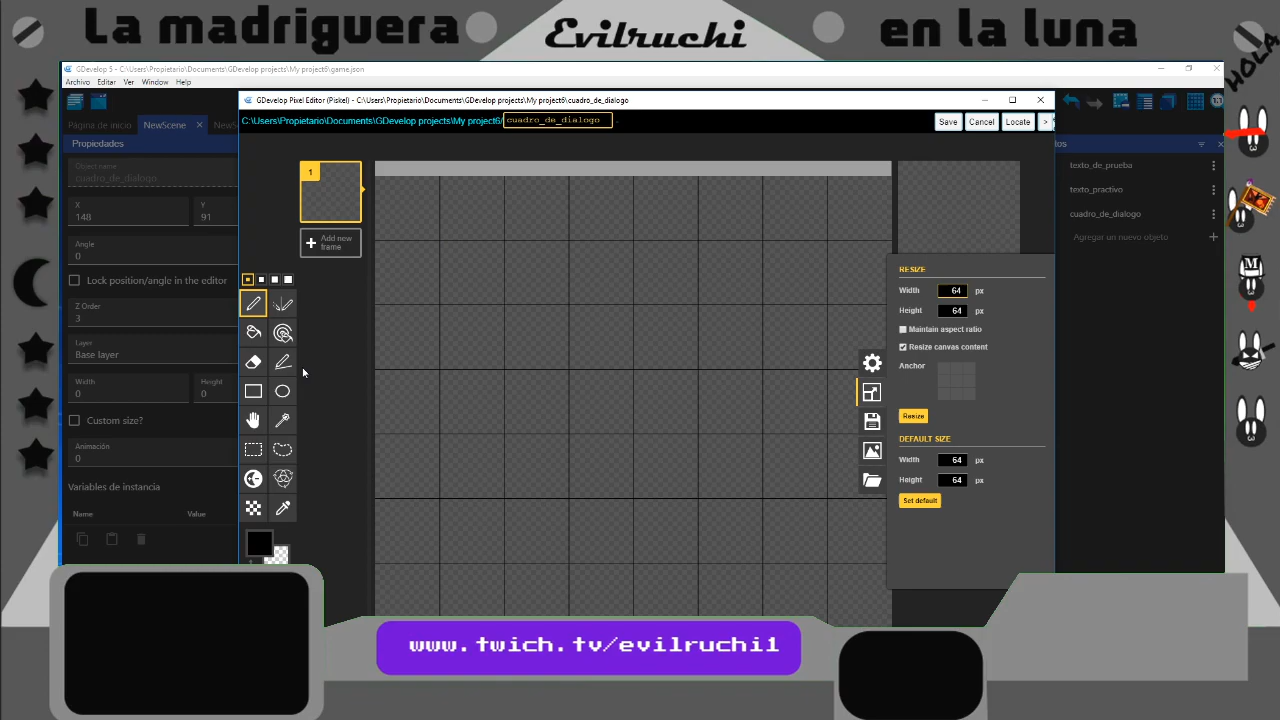 La madriguera
Evilruchi
en la luna
HOLA
GDevelop 5 - C:\Users\Propietario\Documents\GDevelop projects\My project6\game.json
Archivo Editar Ver Window Help
GDevelop Pixel Editor (Piskel) - C:\Users\Propietario\Documents\GDevelop projects\My project6\cuadro_de_dialogo
C:\Users\Propietario\Documents\GDevelop projects\My project6/
cuadro_de_dialogo
Save
Cancel
Locate
>
Página de inicio
NewScene
NewS
Propiedades
Object name
cuadro_de_dialogo
X
148
Y
91
Angle
0
Lock position/angle in the editor
Z Order
3
Layer
Base layer
Width
0
Height
0
Custom size?
Animación
0
Variables de instancia
Name
Value
1
Add new
frame
RESIZE
Width 64 px
Height 64 px
Maintain aspect ratio
Resize canvas content
Anchor
Resize
DEFAULT SIZE
Width 64 px
Height 64 px
Set default
tos
texto_de_prueba
texto_practivo
cuadro_de_dialogo
Agregar un nuevo objeto
M
www.twich.tv/evilruchi1